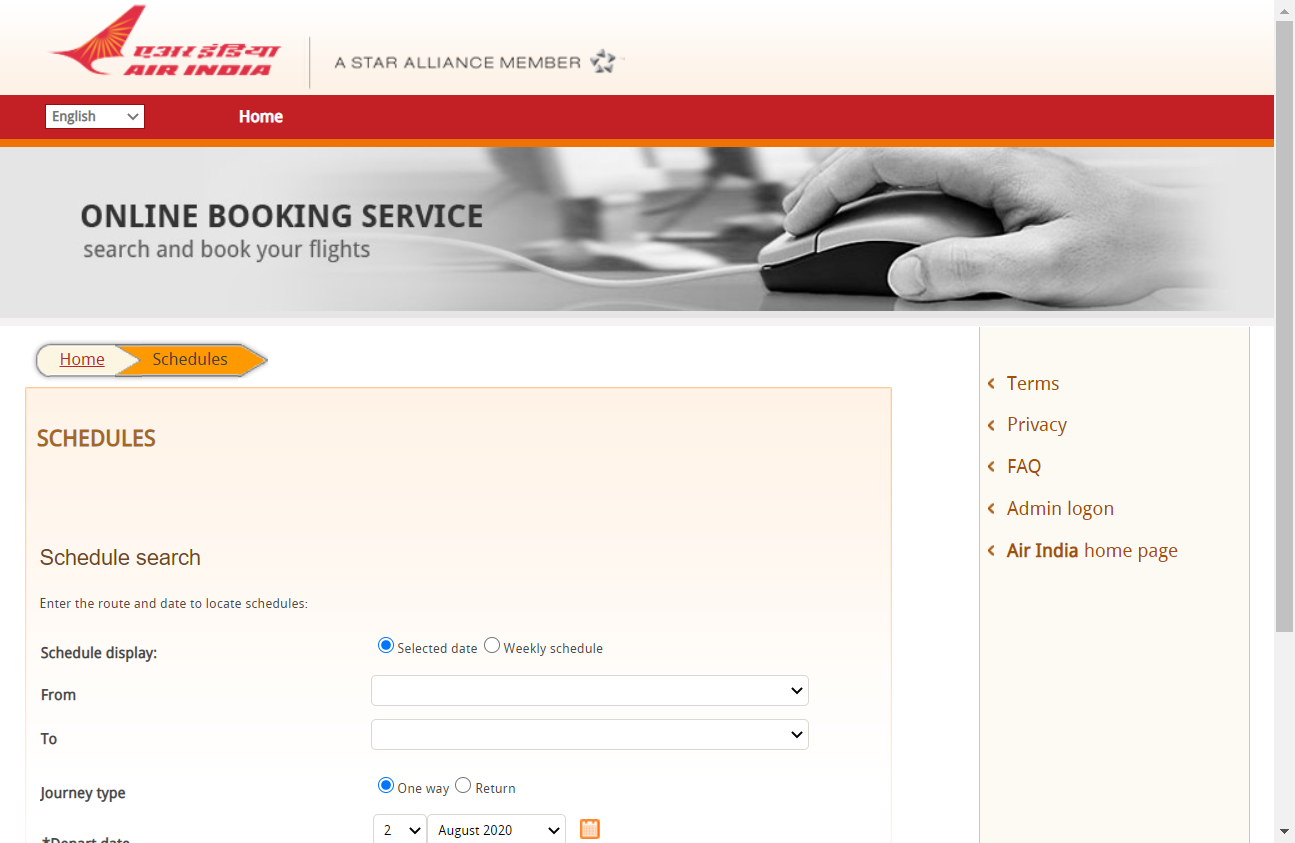 एअर इंडिया
AIR INDIA
A STAR ALLIANCE MEMBER
English
Home
ONLINE BOOKING SERVICE
search and book your flights
Home
Schedules
SCHEDULES
Schedule search
Enter the route and date to locate schedules:
Schedule display:
Selected date
Weekly schedule
From
To
Journey type
One way
Return
*Depart date
2
August 2020
Terms
Privacy
FAQ
Admin logon
Air India home page